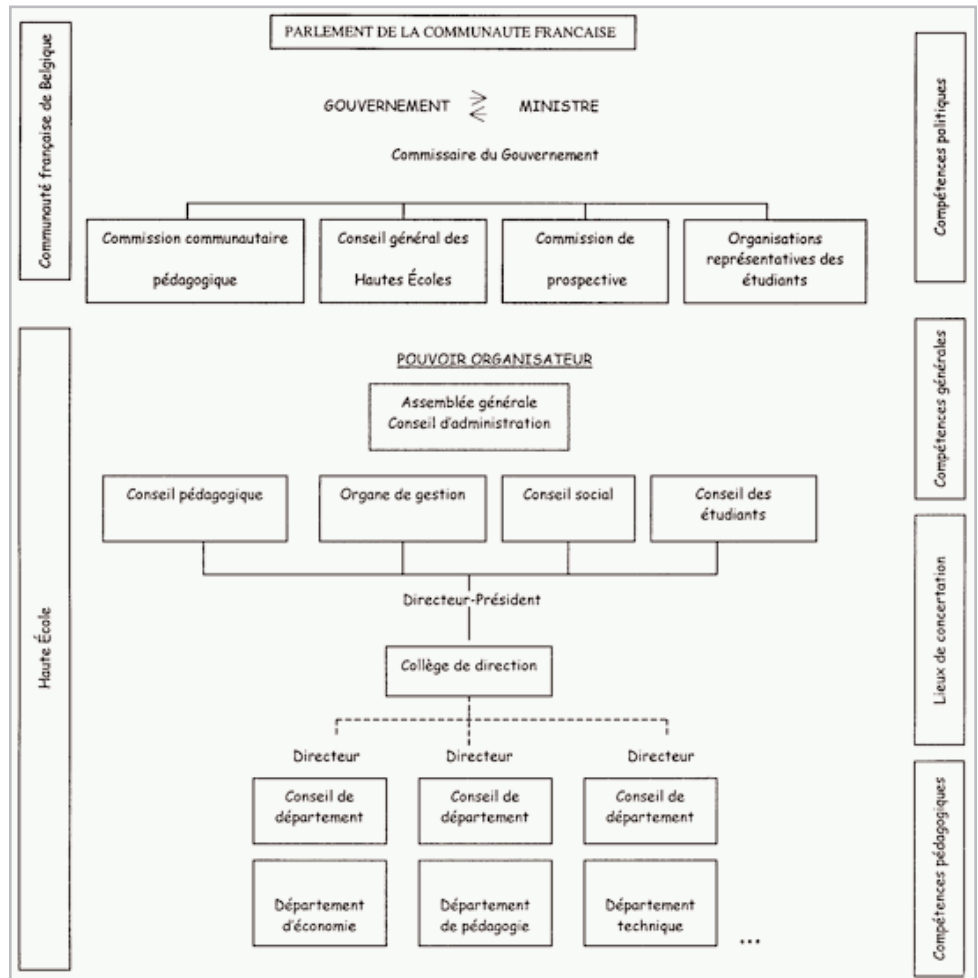 PARLEMENT DE LA COMMUNAUTE FRANCAISE
Communauté française de Belgique
Compétences politiques
GOUVERNEMENT
MINISTRE
Commissaire du Gouvernement
Commission communautaire
pédagogique
Conseil général des
Hautes Écoles
Commission de
prospective
Organisations
représentatives des
étudiants
Haute École
Compétences générales
POUVOIR ORGANISATEUR
Assemblée générale
Conseil d'administration
Conseil pédagogique
Organe de gestion
Conseil social
Conseil des
étudiants
Lieux de concertation
Directeur-Président
Collège de direction
Directeur
Directeur
Directeur
Compétences pédagogiques
Conseil de
département
Conseil de
département
Conseil de
département
Département
d'économie
Département
de pédagogie
Département
technique
...